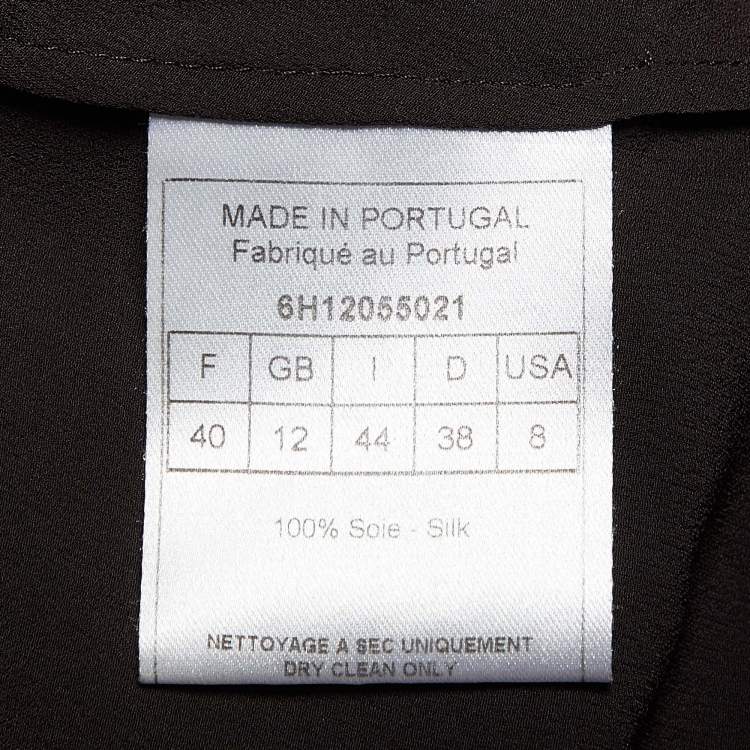 MADE IN PORTUGAL
Fabriqué au Portugal
6H12055021
F GB I D USA
40 12 44 38 8
100% Soie - Silk
NETTOYAGE A SEC UNIQUEMENT
DRY CLEAN ONLY